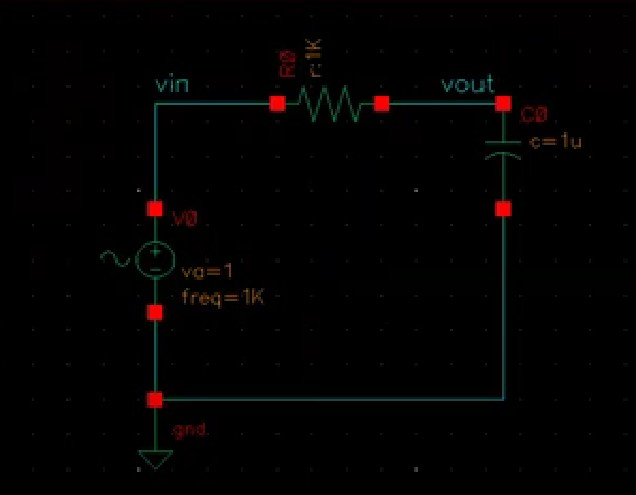 R0
r:1K
vin
vout
C0
c=1u
V0
va=1
freq=1K
gnd